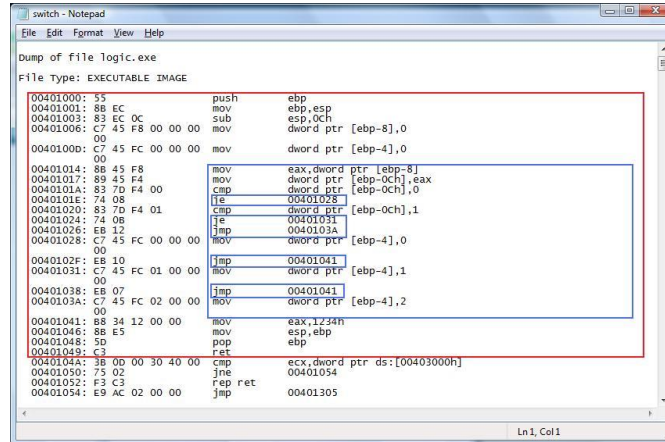 switch - Notepad
File Edit Format View Help
Dump of file logic.exe
File Type: EXECUTABLE IMAGE
00401000: 55 push ebp
00401001: 8B EC mov ebp,esp
00401003: 83 EC 0C sub esp,0Ch
00401006: C7 45 F8 00 00 00 mov dword ptr [ebp-8],0
00
0040100D: C7 45 FC 00 00 00 mov dword ptr [ebp-4],0
00
00401014: 8B 45 F8 mov eax,dword ptr [ebp-8]
00401017: 89 45 F4 mov dword ptr [ebp-0Ch],eax
0040101A: 83 7D F4 00 cmp dword ptr [ebp-0Ch],0
0040101E: 74 08 je 00401028
00401020: 83 7D F4 01 cmp dword ptr [ebp-0Ch],1
00401024: 74 0B je 00401031
00401026: EB 12 jmp 0040103A
00401028: C7 45 FC 00 00 00 mov dword ptr [ebp-4],0
00
0040102F: EB 10 jmp 00401041
00401031: C7 45 FC 01 00 00 mov dword ptr [ebp-4],1
00
00401038: EB 07 jmp 00401041
0040103A: C7 45 FC 02 00 00 mov dword ptr [ebp-4],2
00
00401041: B8 34 12 00 00 mov eax,1234h
00401046: 8B E5 mov esp,ebp
00401048: 5D pop ebp
00401049: C3 ret
0040104A: 3B 0D 00 30 40 00 cmp ecx,dword ptr ds:[00403000h]
00401050: 75 02 jne 00401054
00401052: F3 C3 rep ret
00401054: E9 AC 02 00 00 jmp 00401305
Ln 1, Col 1